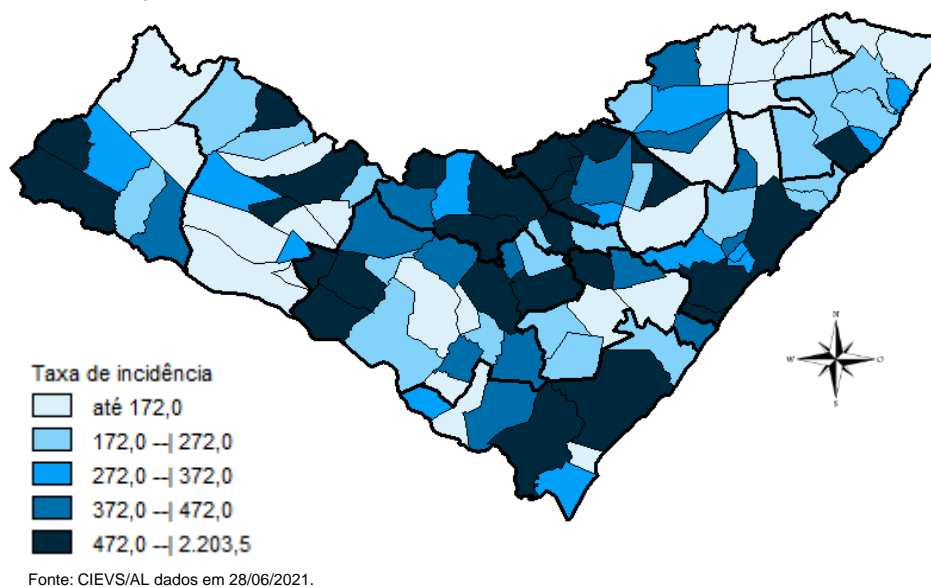 N
W
O
S
Taxa de incidência
até 172,0
172,0 --| 272,0
272,0 --| 372,0
372,0 --| 472,0
472,0 --| 2.203,5
Fonte: CIEVS/AL dados em 28/06/2021.